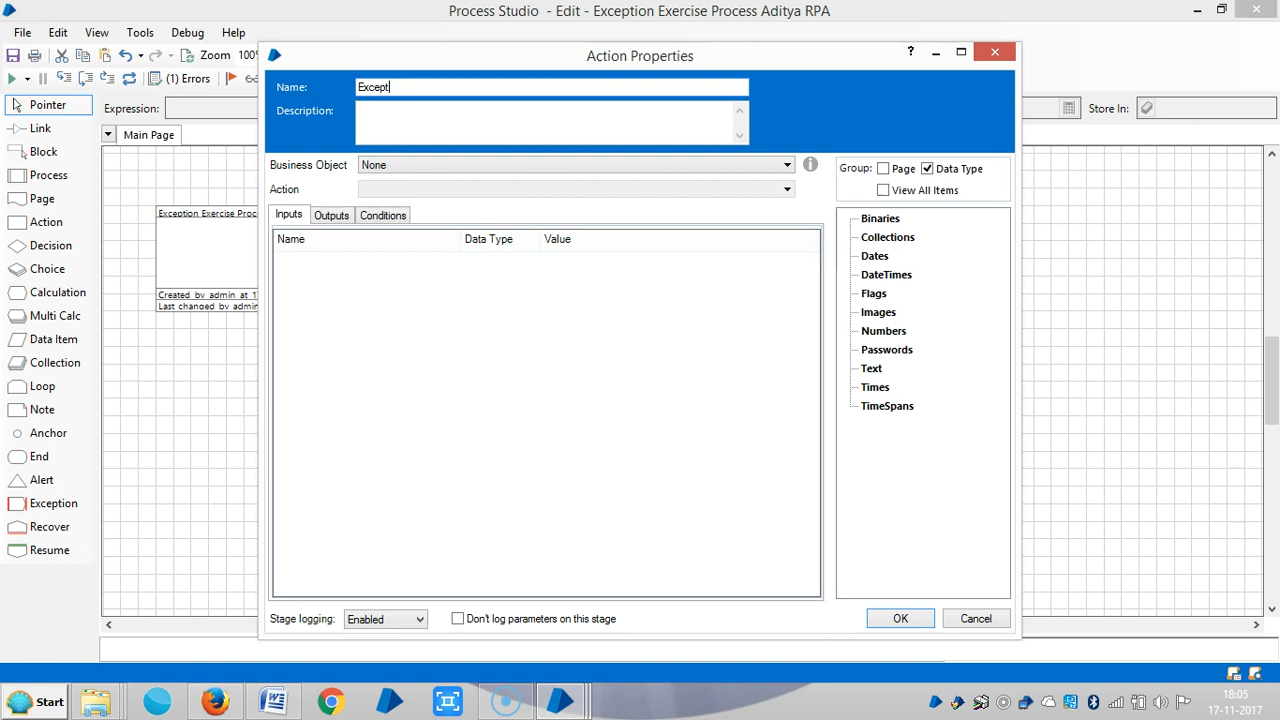 Process Studio - Edit - Exception Exercise Process Aditya RPA
File Edit View Tools Debug Help
Zoom 100%
(1) Errors
Action Properties
?
Name: Except
Description:
Pointer
Link
Block
Process
Page
Action
Decision
Choice
Calculation
Multi Calc
Data Item
Collection
Loop
Note
Anchor
End
Alert
Exception
Recover
Resume
Expression:
Store In:
Main Page
Exception Exercise Proc
Created by admin at 1
Last changed by admin
Business Object None
Action
Group: Page Data Type
View All Items
Inputs Outputs Conditions
Name Data Type Value
Binaries
Collections
Dates
DateTimes
Flags
Images
Numbers
Passwords
Text
Times
TimeSpans
Stage logging: Enabled Don't log parameters on this stage
OK Cancel
Start
18:05
17-11-2017